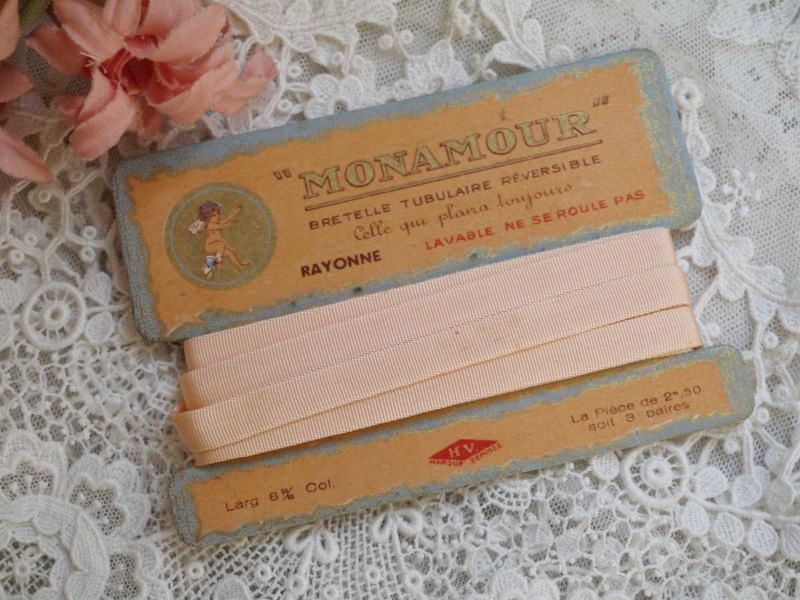 "MONAMOUR"
BRETELLE TUBULAIRE RÉVERSIBLE
Celle qui plaira toujours
RAYONNE LAVABLE NE SE ROULE PAS
Larg 8 m/m Col.
HV
MARQUE DÉPOSÉE
La Pièce de 2m,50
soit 3 paires